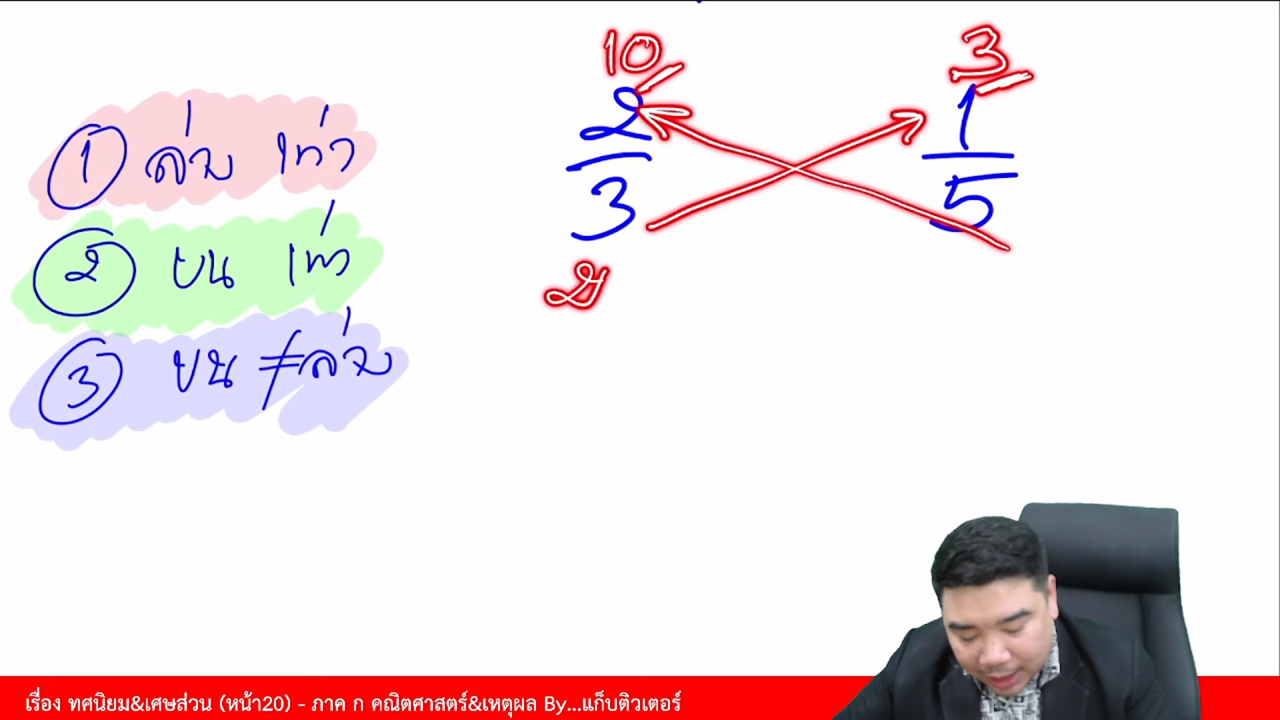 ① ล่าง เท่า
② บน เท่า
③ บน ≠ ล่าง
10 3
2 1
3 5
เรื่อง ทศนิยม&เศษส่วน (หน้า20) - ภาค ก คณิตศาสตร์&เหตุผล By...แก็บติวเตอร์